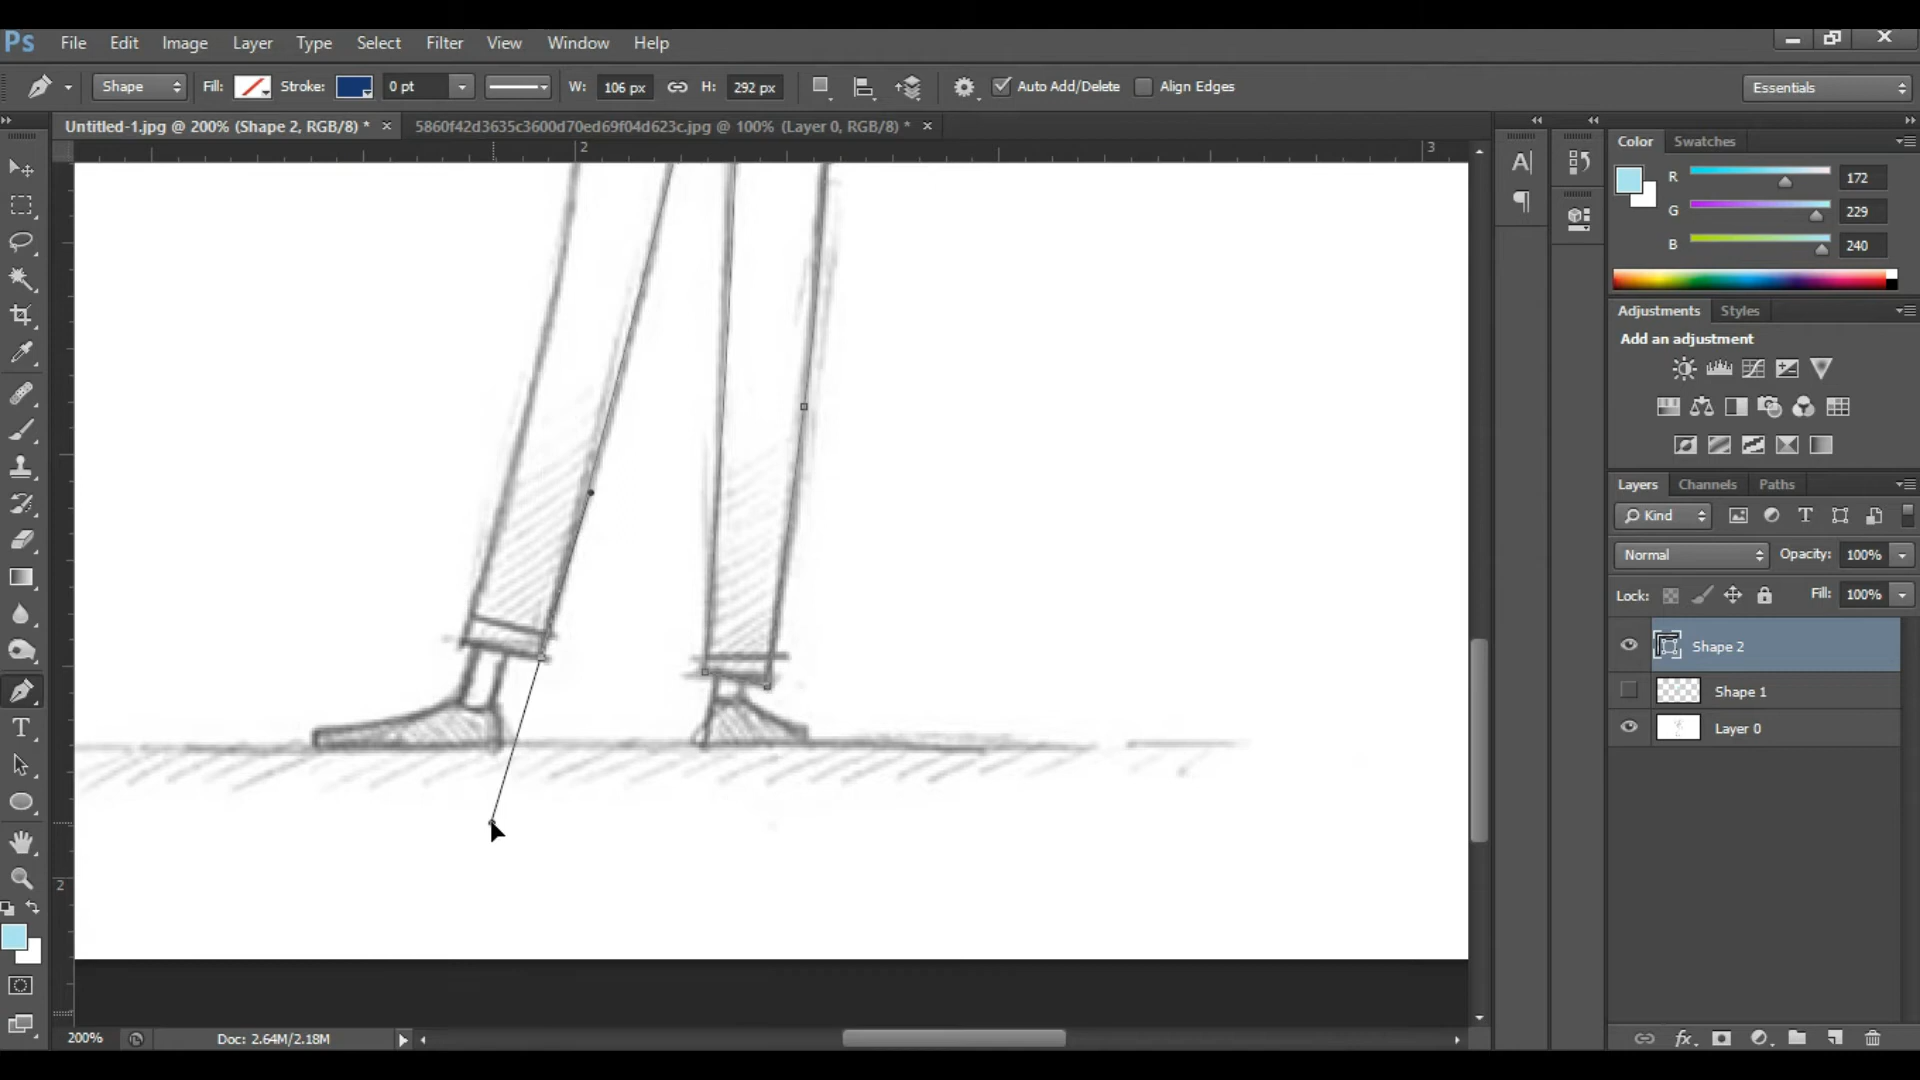 Ps File Edit Image Layer Type Select Filter View Window Help
Shape Fill: Stroke: 0 pt W: 106 px H: 292 px Auto Add/Delete Align Edges Essentials
Untitled-1.jpg @ 200% (Shape 2, RGB/8) * × 5860f42d3635c3600d70ed69f04d623c.jpg @ 100% (Layer 0, RGB/8) * ×
2 3
Color Swatches
R 172
G 229
B 240
Adjustments Styles
Add an adjustment
Layers Channels Paths
Kind
Normal Opacity: 100%
Lock: Fill: 100%
Shape 2
Shape 1
Layer 0
2
200% Doc: 2.64M/2.18M